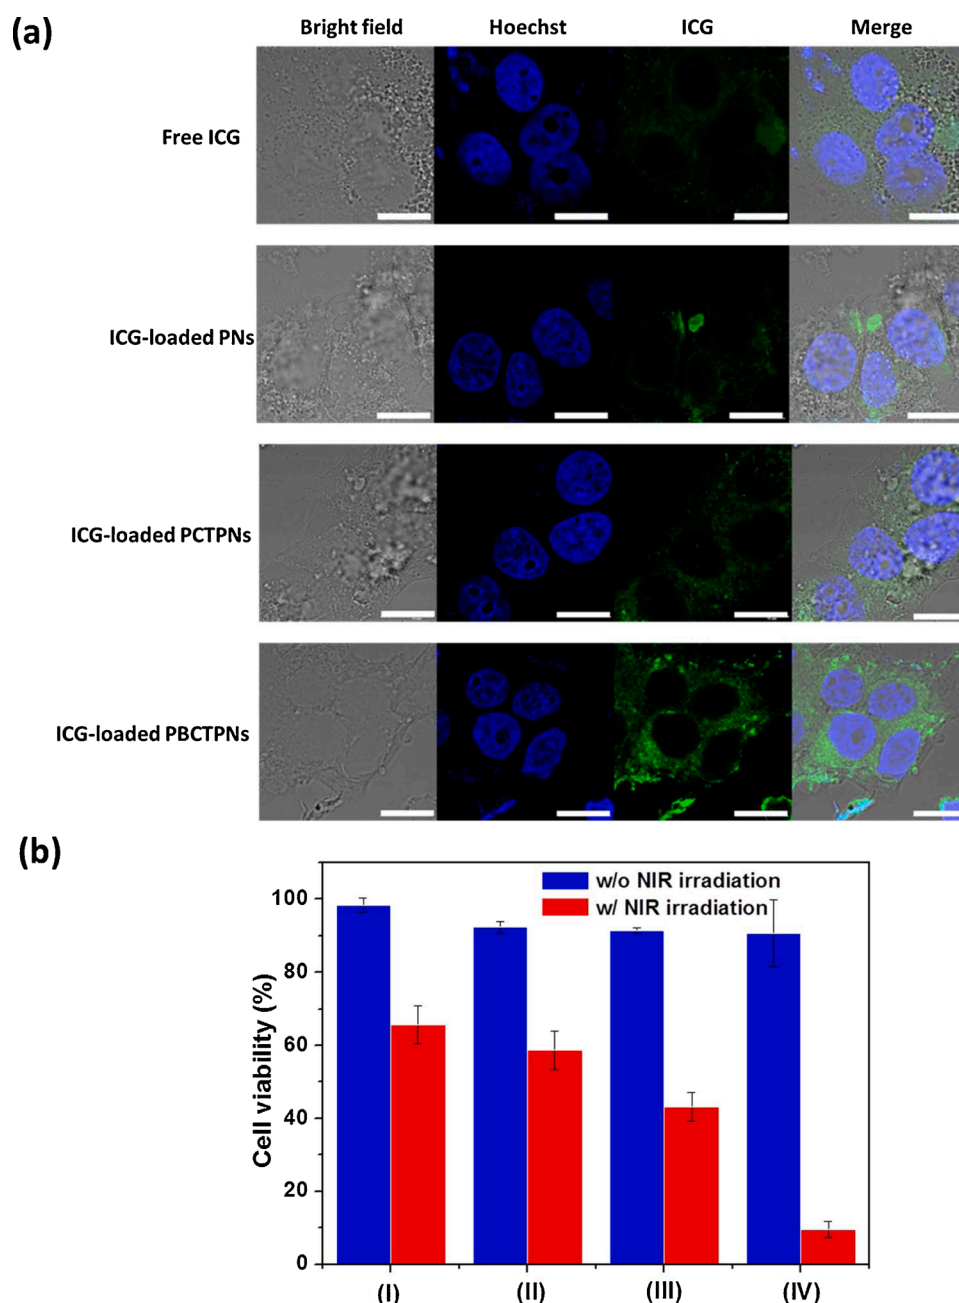 (a)
Bright field Hoechst ICG Merge
Free ICG
ICG-loaded PNs
ICG-loaded PCTPNs
ICG-loaded PBCTPNs
(b)
w/o NIR irradiation
w/ NIR irradiation
Cell viability (%)
100
80
60
40
20
0
(I) (II) (III) (IV)